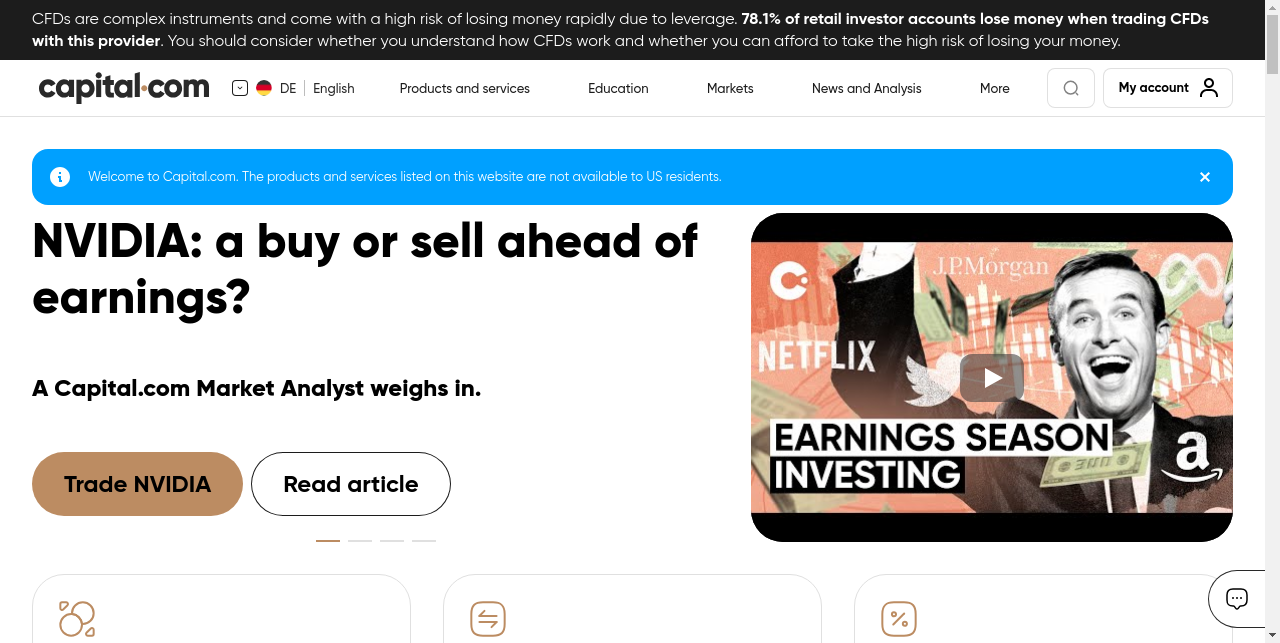 CFDs are complex instruments and come with a high risk of losing money rapidly due to leverage. 78.1% of retail investor accounts lose money when trading CFDs
with this provider. You should consider whether you understand how CFDs work and whether you can afford to take the high risk of losing your money.
capital.com DE English Products and services Education Markets News and Analysis More My account
Welcome to Capital.com. The products and services listed on this website are not available to US residents.
NVIDIA: a buy or sell ahead of
earnings?
A Capital.com Market Analyst weighs in.
Trade NVIDIA Read article
J.P.Morgan
NETFLIX
EARNINGS SEASON
INVESTING
a